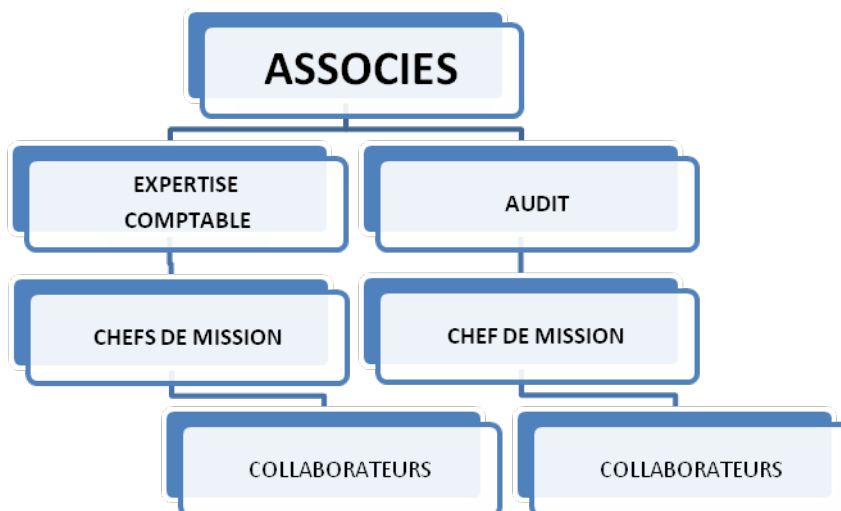 ASSOCIES
EXPERTISE
COMPTABLE
AUDIT
CHEFS DE MISSION
CHEF DE MISSION
COLLABORATEURS
COLLABORATEURS